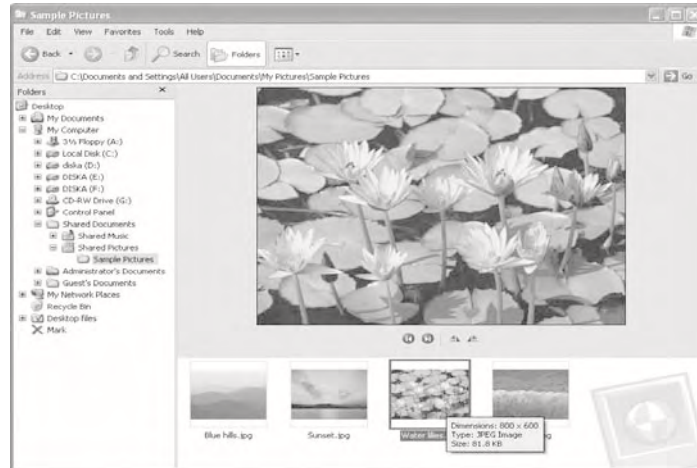 Sample Pictures
File Edit View Favorites Tools Help
Back Search Folders
Address C:\Documents and Settings\All Users\Documents\My Pictures\Sample Pictures Go
Folders
Desktop
My Documents
My Computer
3½ Floppy (A:)
Local Disk (C:)
diska (D:)
DISKA (E:)
DISKA (F:)
CD-RW Drive (G:)
Control Panel
Shared Documents
Shared Music
Shared Pictures
Sample Pictures
Administrator's Documents
Guest's Documents
My Network Places
Recycle Bin
Desktop files
Mark
Blue hills.jpg Sunset.jpg Water lilies.
Dimensions: 800 x 600
Type: JPEG Image
Size: 81.8 KB